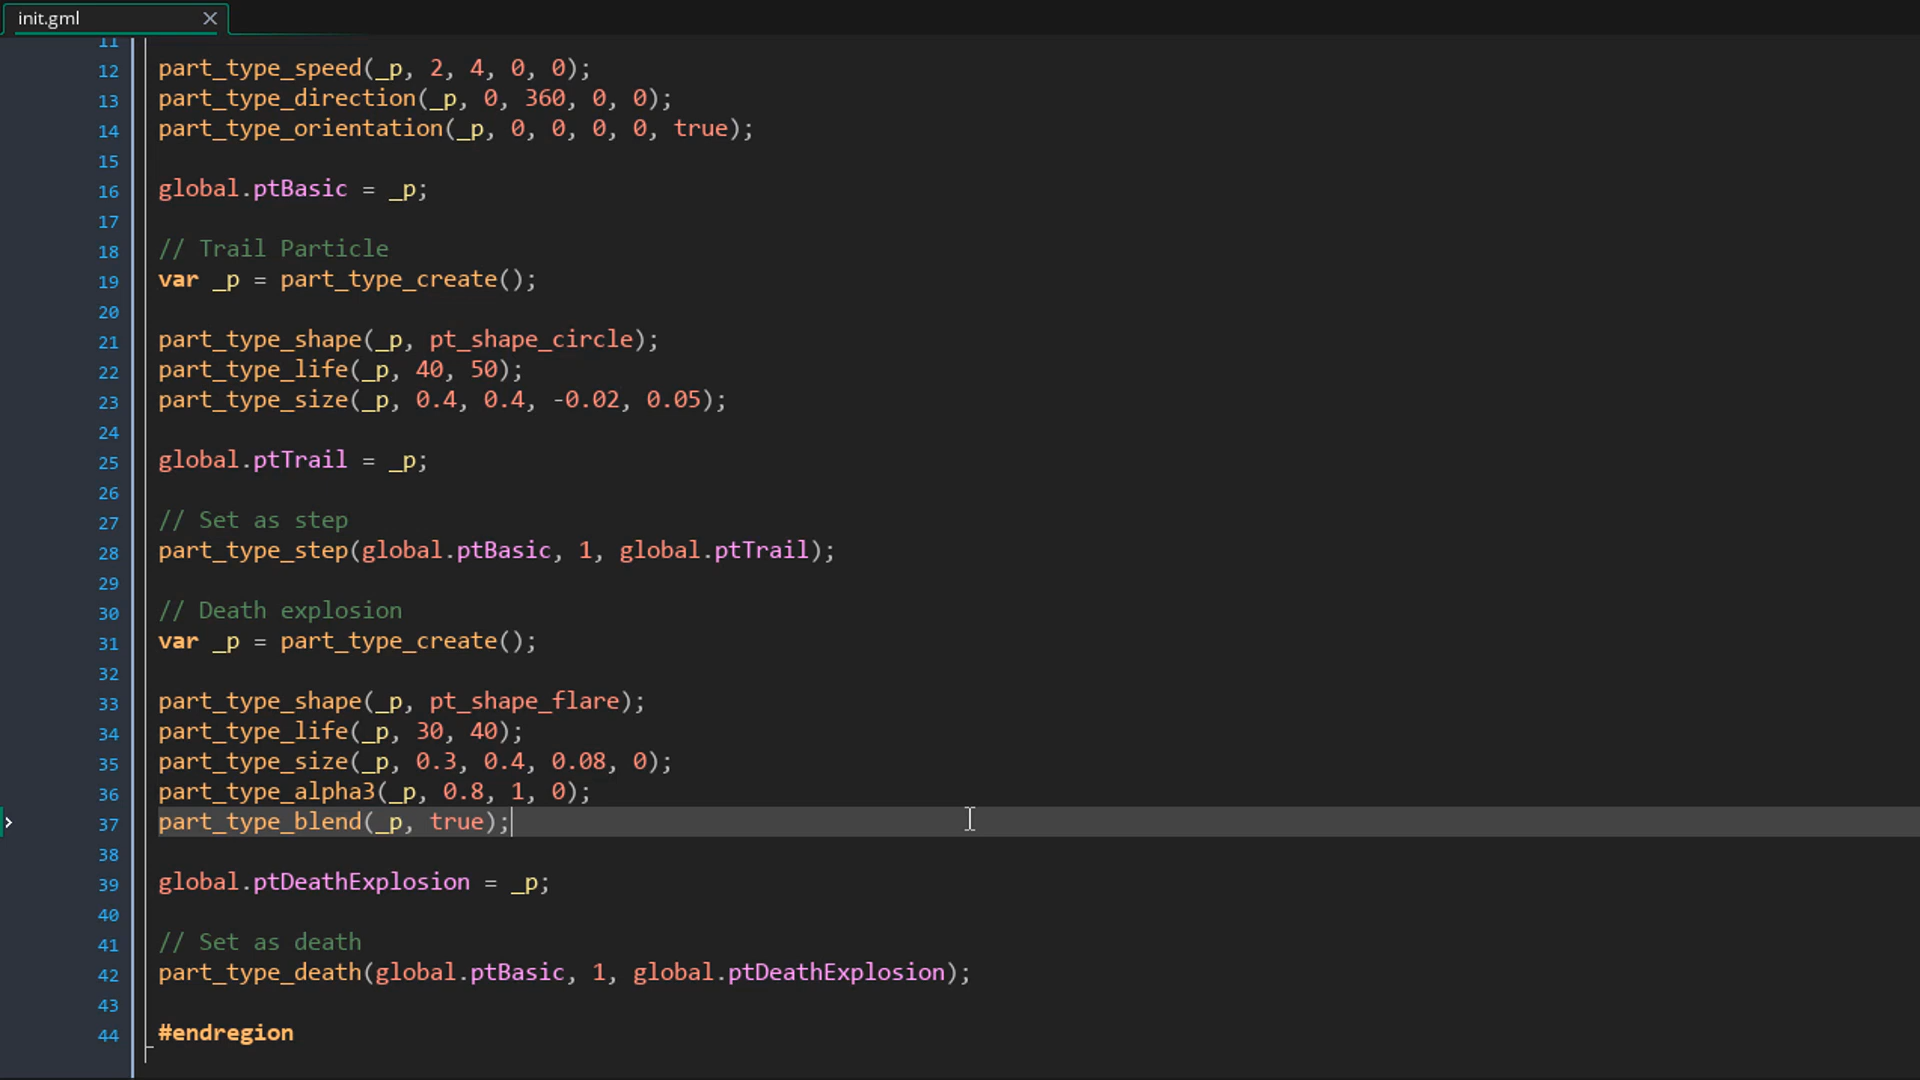 init.gml
11
12 part_type_speed(_p, 2, 4, 0, 0);
13 part_type_direction(_p, 0, 360, 0, 0);
14 part_type_orientation(_p, 0, 0, 0, 0, true);
15
16 global.ptBasic = _p;
17
18 // Trail Particle
19 var _p = part_type_create();
20
21 part_type_shape(_p, pt_shape_circle);
22 part_type_life(_p, 40, 50);
23 part_type_size(_p, 0.4, 0.4, -0.02, 0.05);
24
25 global.ptTrail = _p;
26
27 // Set as step
28 part_type_step(global.ptBasic, 1, global.ptTrail);
29
30 // Death explosion
31 var _p = part_type_create();
32
33 part_type_shape(_p, pt_shape_flare);
34 part_type_life(_p, 30, 40);
35 part_type_size(_p, 0.3, 0.4, 0.08, 0);
36 part_type_alpha3(_p, 0.8, 1, 0);
37 part_type_blend(_p, true);
38
39 global.ptDeathExplosion = _p;
40
41 // Set as death
42 part_type_death(global.ptBasic, 1, global.ptDeathExplosion);
43
44 #endregion